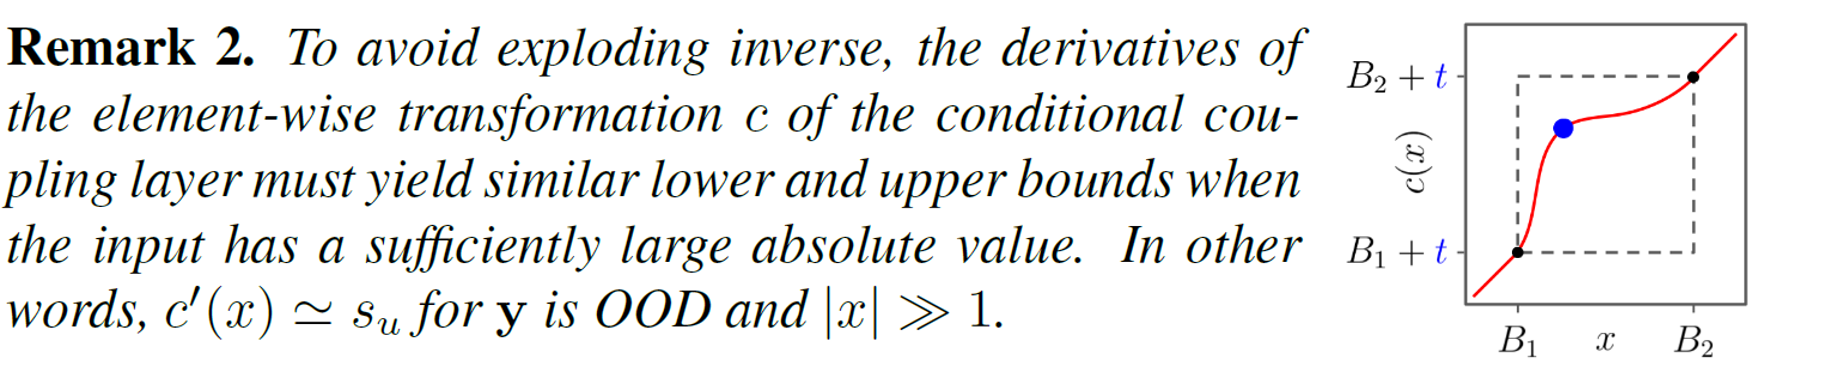 Remark 2. To avoid exploding inverse, the derivatives of
the element-wise transformation c of the conditional cou-
pling layer must yield similar lower and upper bounds when
the input has a sufficiently large absolute value. In other
words, c′(x) ≃ s_u for y is OOD and |x| ≫ 1.
B₂ + t
c(x)
B₁ + t
B₁ x B₂